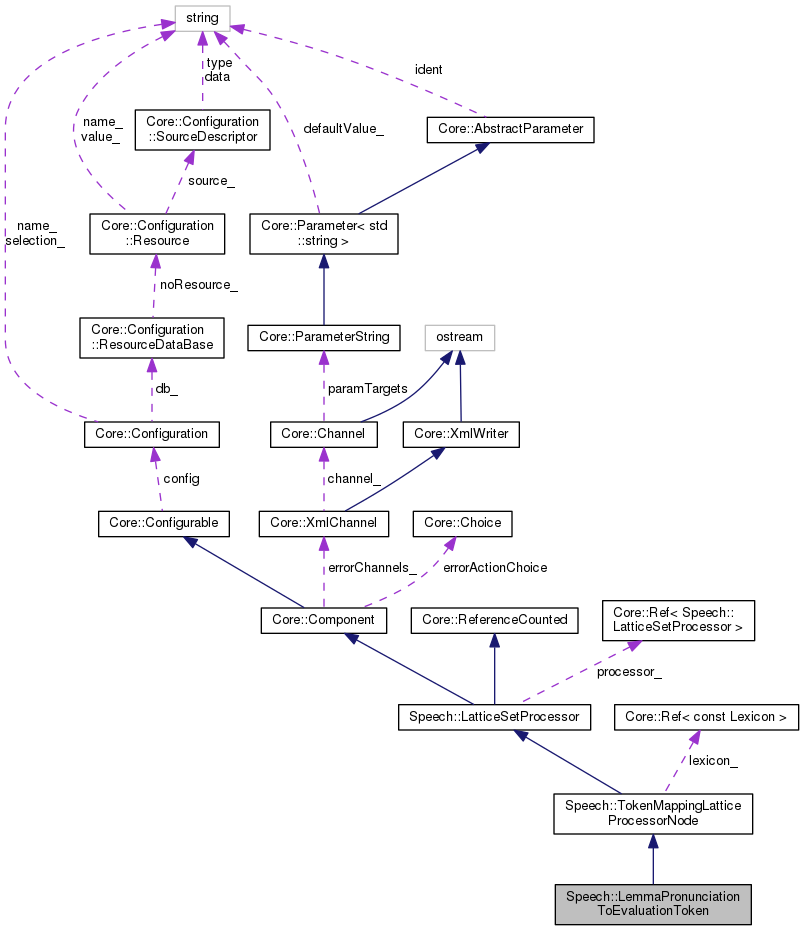 string
type
data
ident
Core::Configuration
::SourceDescriptor
defaultValue_
Core::AbstractParameter
name_
value_
source_
name_
selection_
Core::Configuration
::Resource
Core::Parameter< std
::string >
noResource_
Core::Configuration
::ResourceDataBase
Core::ParameterString
ostream
db_
paramTargets
Core::Configuration
Core::Channel
Core::XmlWriter
config
channel_
Core::Configurable
Core::XmlChannel
Core::Choice
errorChannels_
errorActionChoice
Core::Component
Core::ReferenceCounted
Core::Ref< Speech::
LatticeSetProcessor >
processor_
Speech::LatticeSetProcessor
Core::Ref< const Lexicon >
lexicon_
Speech::TokenMappingLattice
ProcessorNode
Speech::LemmaPronunciation
ToEvaluationToken